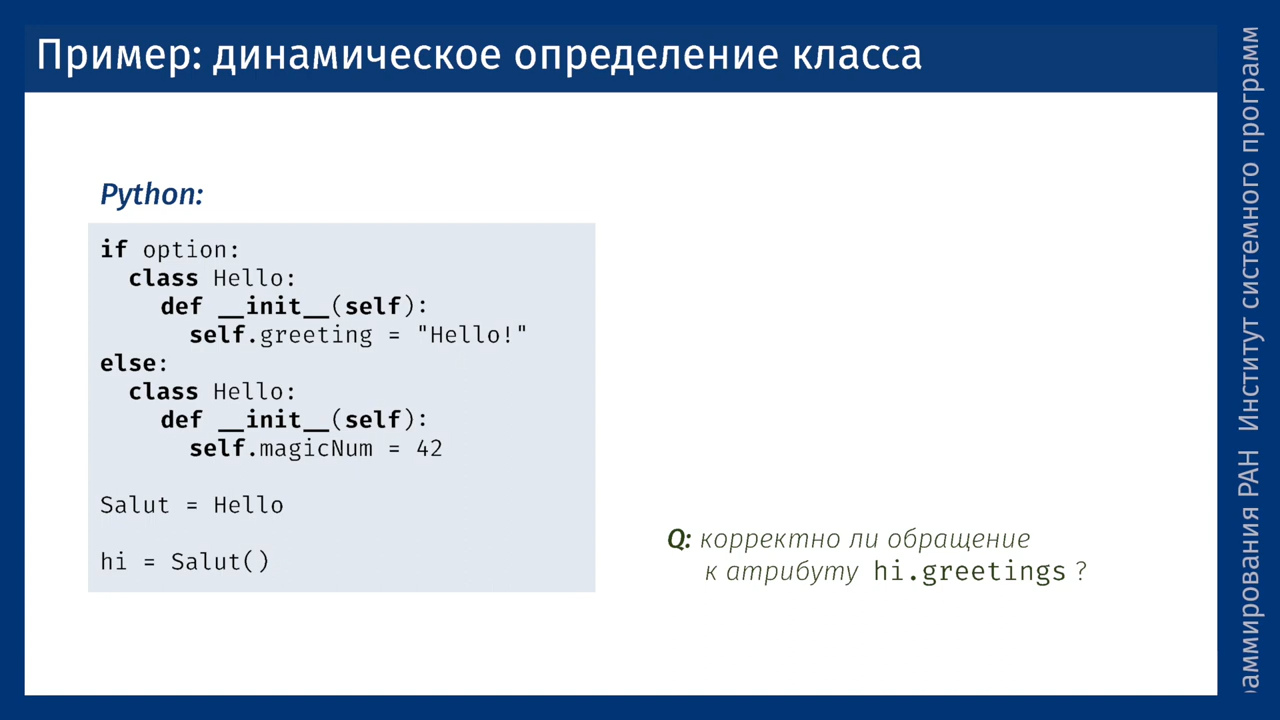 Пример: динамическое определение класса
Python:
if option:
class Hello:
def __init__(self):
self.greeting = "Hello!"
else:
class Hello:
def __init__(self):
self.magicNum = 42
Salut = Hello
hi = Salut()
Q: корректно ли обращение
к атрибуту hi.greetings ?
аммирования РАН Институт системного программ